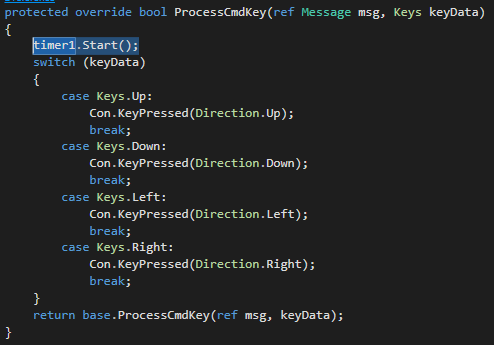 protected override bool ProcessCmdKey(ref Message msg, Keys keyData)
{
timer1.Start();
switch (keyData)
{
case Keys.Up:
Con.KeyPressed(Direction.Up);
break;
case Keys.Down:
Con.KeyPressed(Direction.Down);
break;
case Keys.Left:
Con.KeyPressed(Direction.Left);
break;
case Keys.Right:
Con.KeyPressed(Direction.Right);
break;
}
return base.ProcessCmdKey(ref msg, keyData);
}